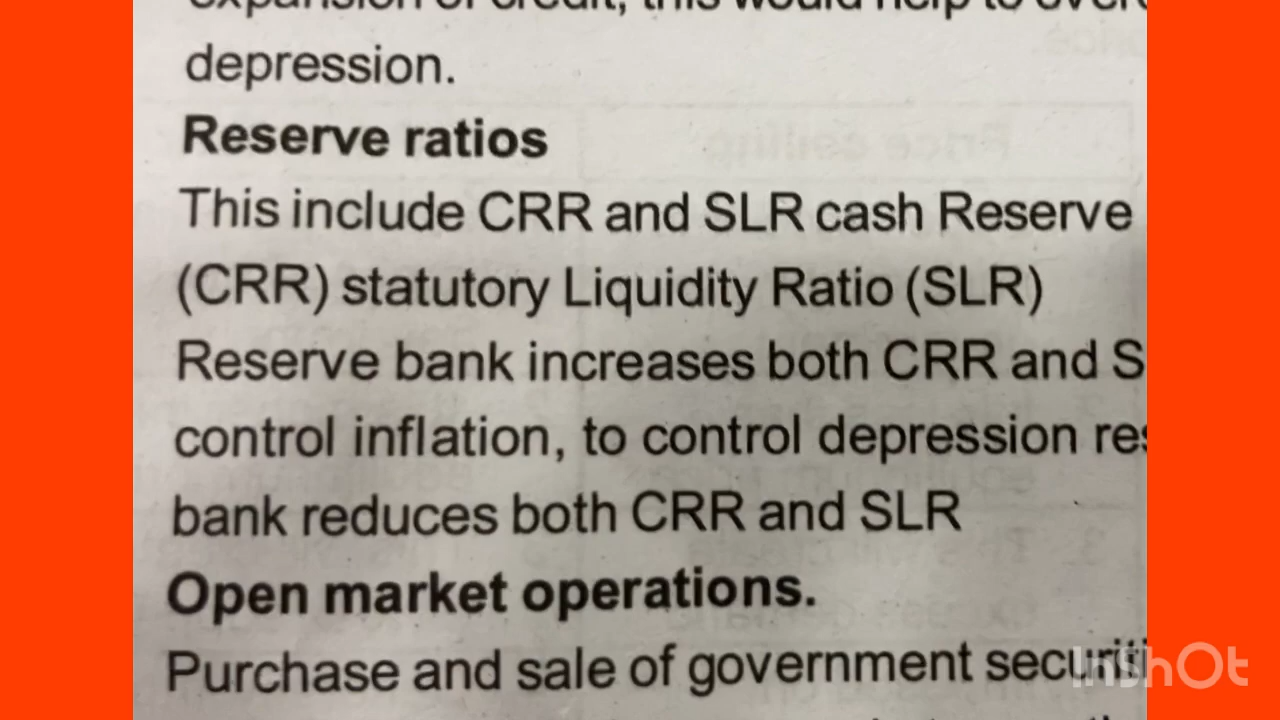 depression.
Reserve ratios
This include CRR and SLR cash Reserve
(CRR) statutory Liquidity Ratio (SLR)
Reserve bank increases both CRR and S
control inflation, to control depression res
bank reduces both CRR and SLR
Open market operations.
Purchase and sale of government securiti
InShOt